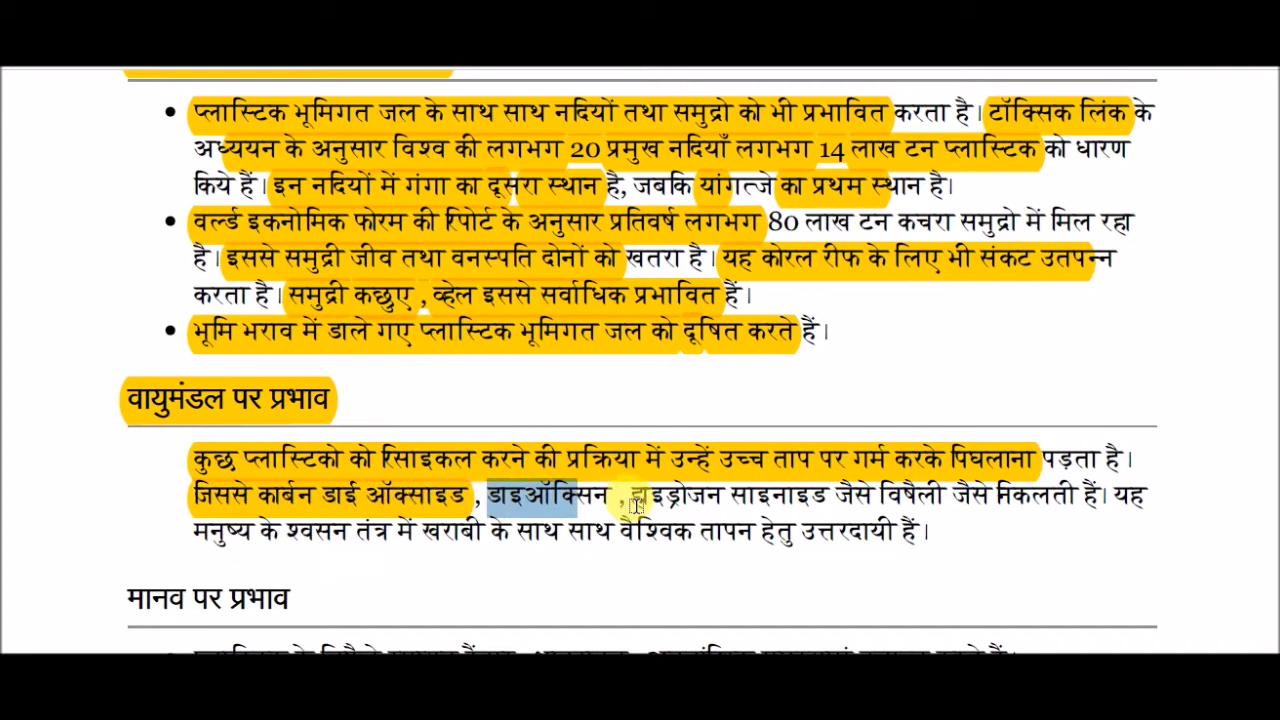 प्लास्टिक भूमिगत जल के साथ साथ नदियों तथा समुद्रो को भी प्रभावित करता है। टॉक्सिक लिंक के
अध्ययन के अनुसार विश्व की लगभग 20 प्रमुख नदियाँ लगभग 14 लाख टन प्लास्टिक को धारण
किये हैं। इन नदियों में गंगा का दूसरा स्थान है, जबकि यांगत्जे का प्रथम स्थान है।
वर्ल्ड इकनोमिक फोरम की रिपोर्ट के अनुसार प्रतिवर्ष लगभग 80 लाख टन कचरा समुद्रो में मिल रहा
है। इससे समुद्री जीव तथा वनस्पति दोनों को खतरा है। यह कोरल रीफ के लिए भी संकट उतपन्न
करता है। समुद्री कछुए , व्हेल इससे सर्वाधिक प्रभावित हैं।
भूमि भराव में डाले गए प्लास्टिक भूमिगत जल को दूषित करते हैं।
वायुमंडल पर प्रभाव
कुछ प्लास्टिको को रिसाइकल करने की प्रक्रिया में उन्हें उच्च ताप पर गर्म करके पिघलाना पड़ता है।
जिससे कार्बन डाई ऑक्साइड , डाइऑक्सिन , हाइड्रोजन साइनाइड जैसे विषैली जैसे निकलती हैं। यह
मनुष्य के श्वसन तंत्र में खराबी के साथ साथ वैश्विक तापन हेतु उत्तरदायी हैं।
मानव पर प्रभाव